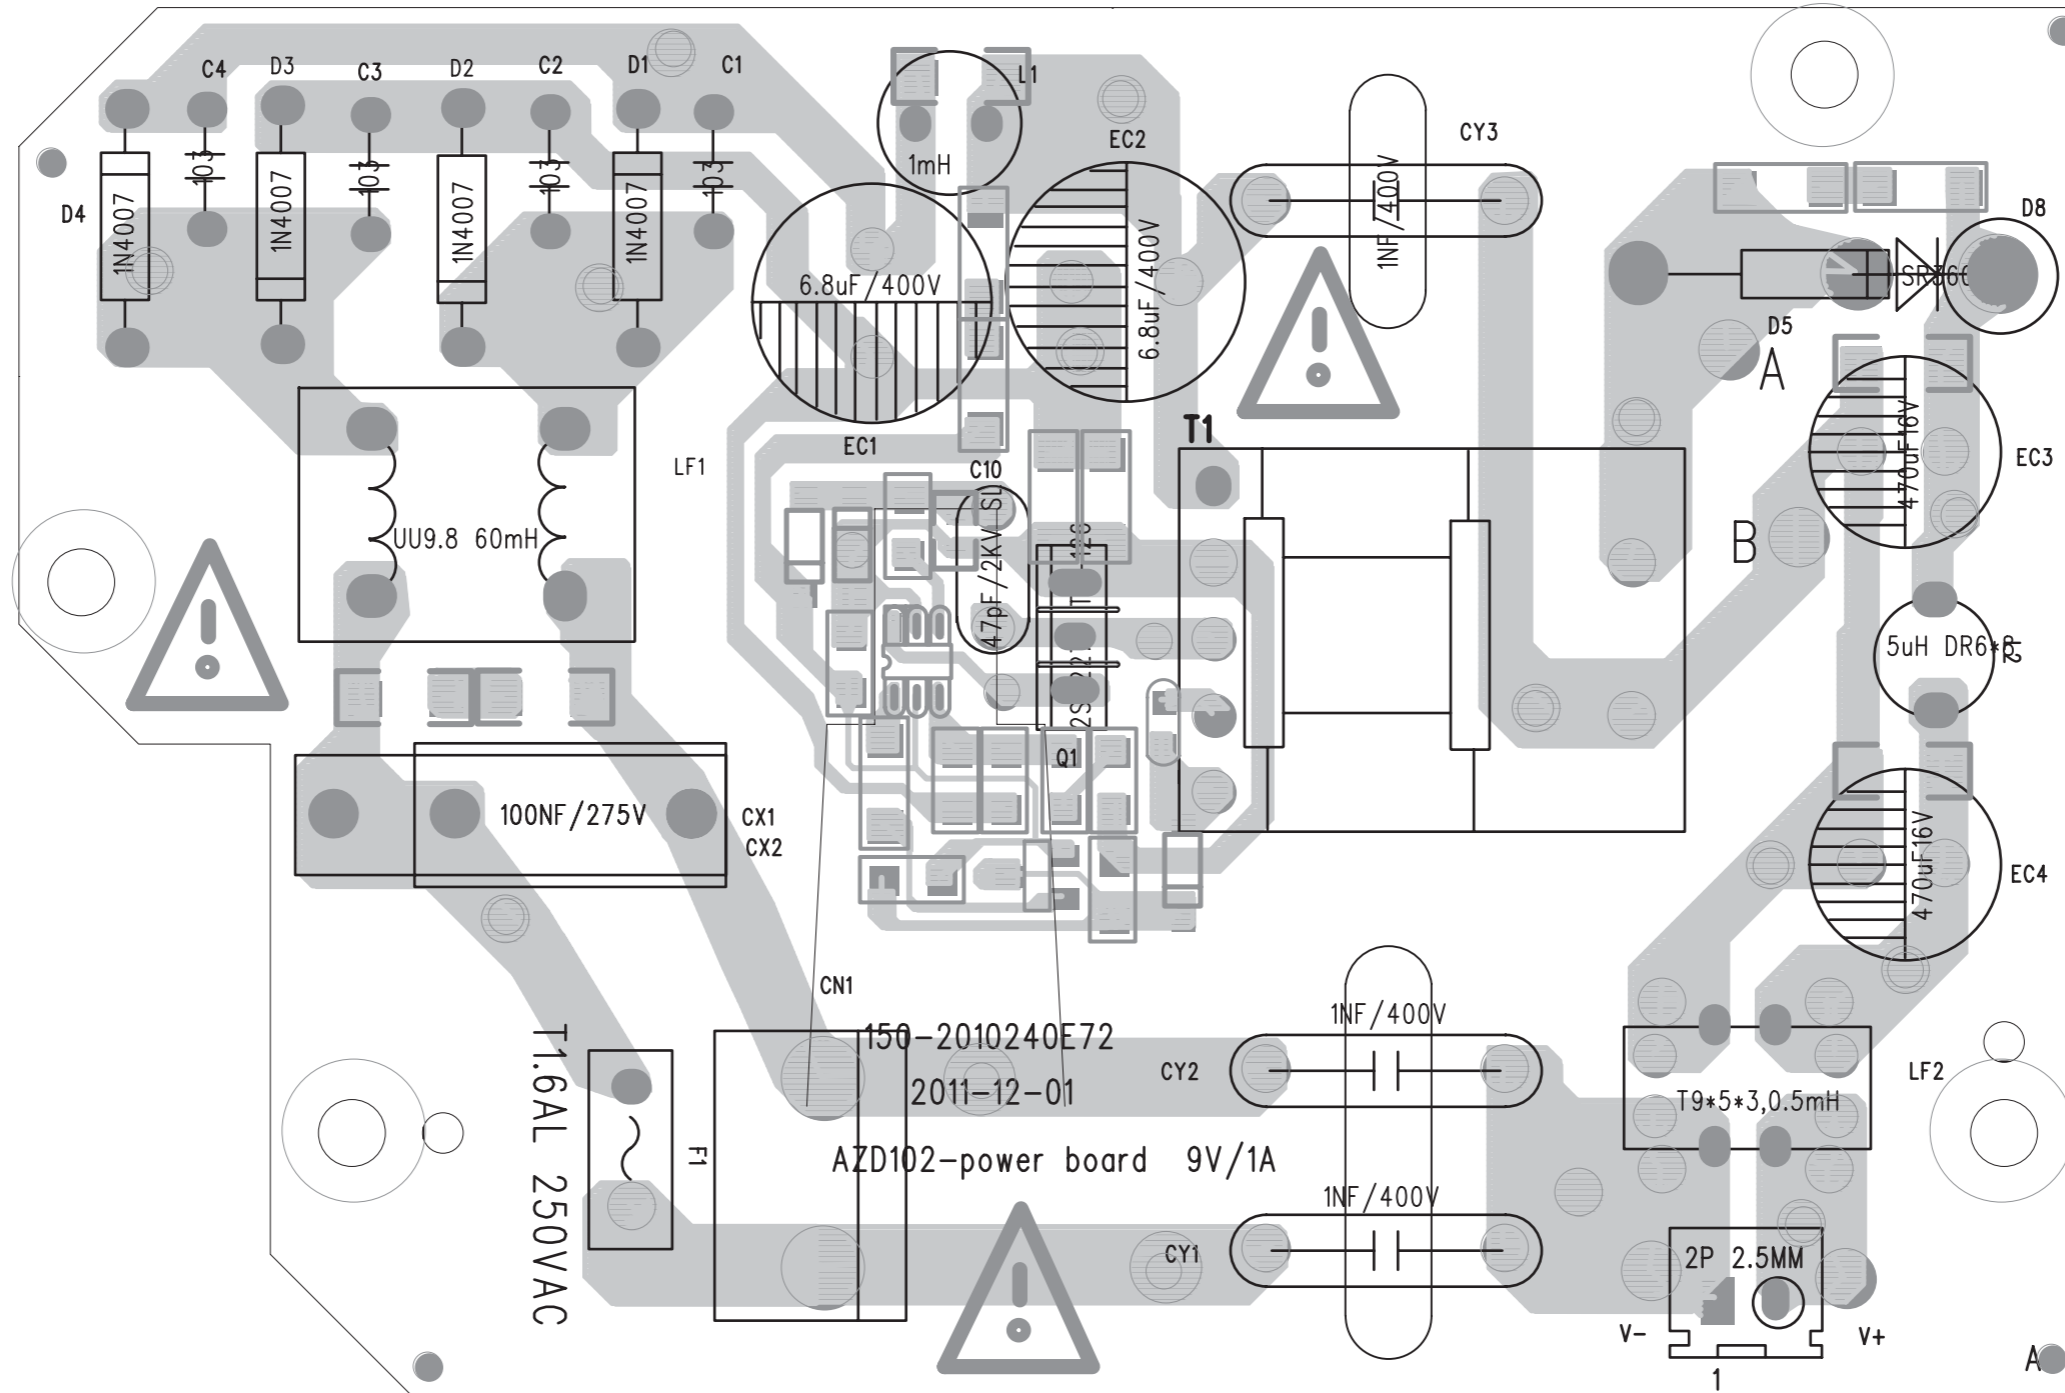 C4 D3 C3 D2 C2 D1 C1
L1
1mH
EC2
CY3
1NF/400V
D4
1N4007
103
1N4007
103
1N4007
103
1N4007
103
6.8uF/400V
6.8uF/400V
D8
D5
A
T1
EC1
LF1
C10
47pF/2KV SL
470uF16V
EC3
B
UU9.8 60mH
5uH DR6*8
Q1
100NF/275V
CX1
CX2
470uF16V
EC4
CN1
150-2010240E72
2011-12-01
AZD102-power board 9V/1A
T1.6AL 250VAC
F1
1NF/400V
CY2
1NF/400V
CY1
LF2
T9*5*3,0.5mH
2P 2.5MM
V-
V+
1
A